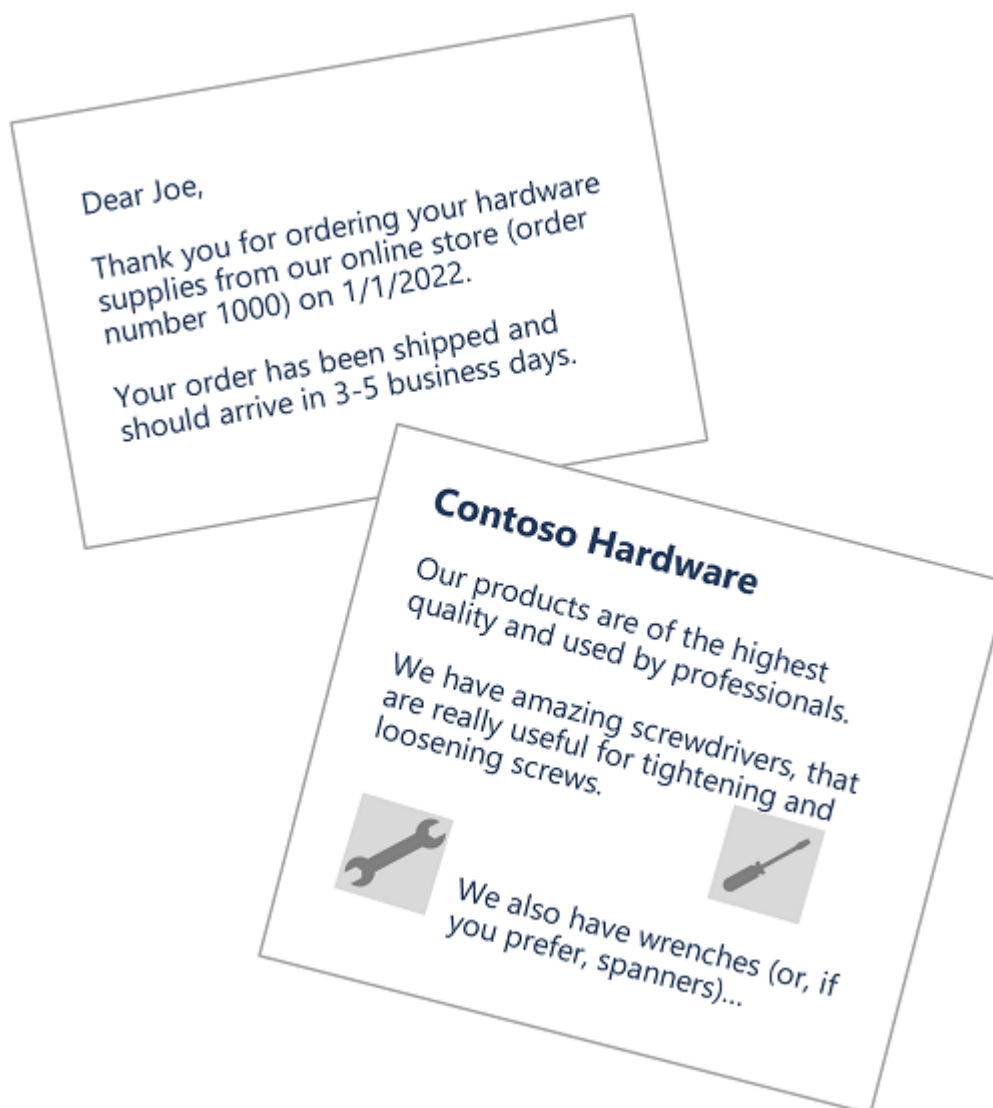 Dear Joe,
Thank you for ordering your hardware
supplies from our online store (order
number 1000) on 1/1/2022.
Your order has been shipped and
should arrive in 3-5 business days.
Contoso Hardware
Our products are of the highest
quality and used by professionals.
We have amazing screwdrivers, that
are really useful for tightening and
loosening screws.
We also have wrenches (or, if
you prefer, spanners)...